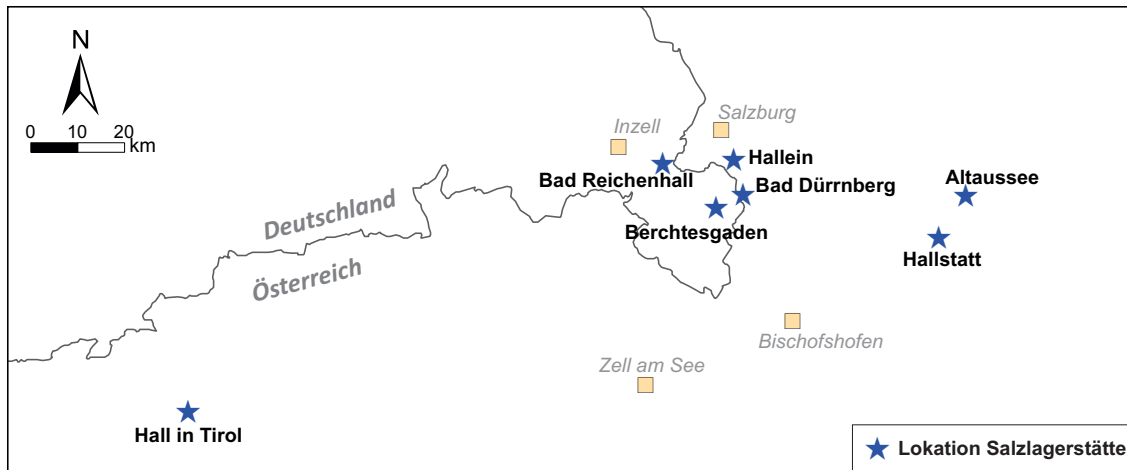 N
0 10 20
km
Inzell
Salzburg
Hallein
Bad Reichenhall
Bad Dürrnberg
Altaussee
Berchtesgaden
Hallstatt
Deutschland
Österreich
Bischofshofen
Zell am See
Hall in Tirol
Lokation Salzlagerstätte